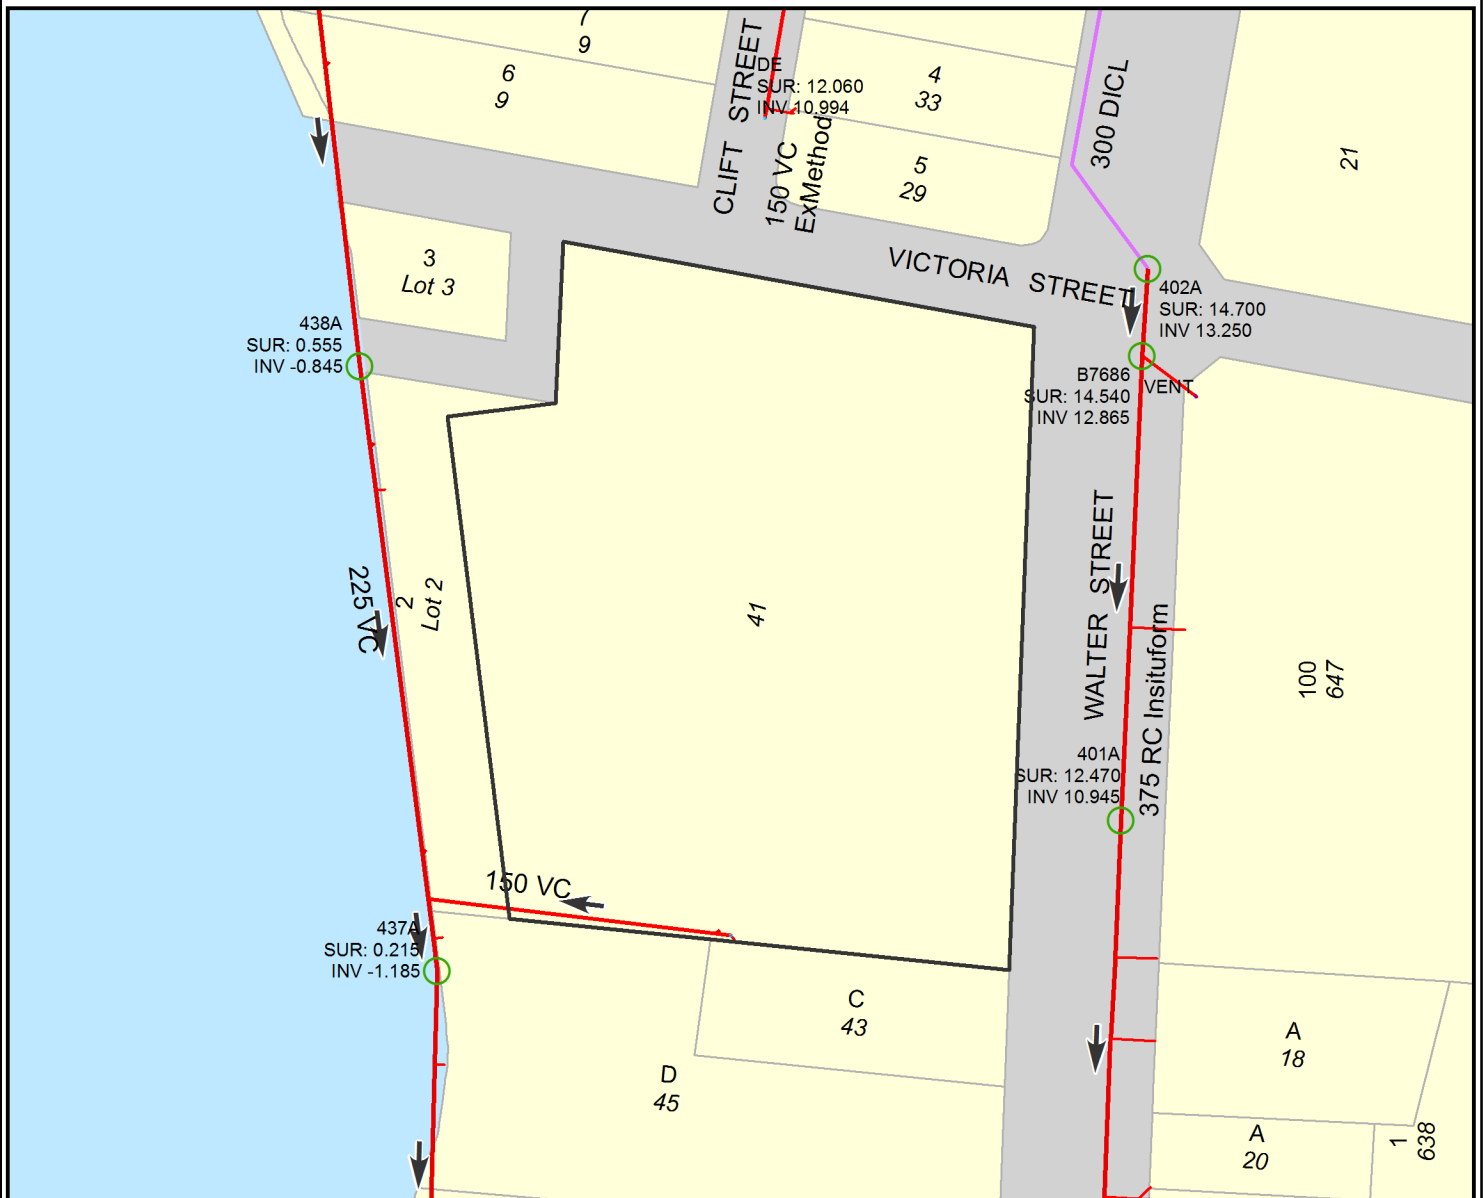 7
9
6
9
CLIFT STREET
DE
SUR: 12.060
INV 10.994
150 VC
ExMethod
4
33
5
29
300 DICL
21
VICTORIA STREET
402A
SUR: 14.700
INV 13.250
3
Lot 3
438A
SUR: 0.555
INV -0.845
B7686
SUR: 14.540
INV 12.865
VENT
225 VC
2
Lot 2
41
WALTER STREET
375 RC Insituform
100
647
401A
SUR: 12.470
INV 10.945
150 VC
437A
SUR: 0.215
INV -1.185
C
43
D
45
A
18
A
20
1
638